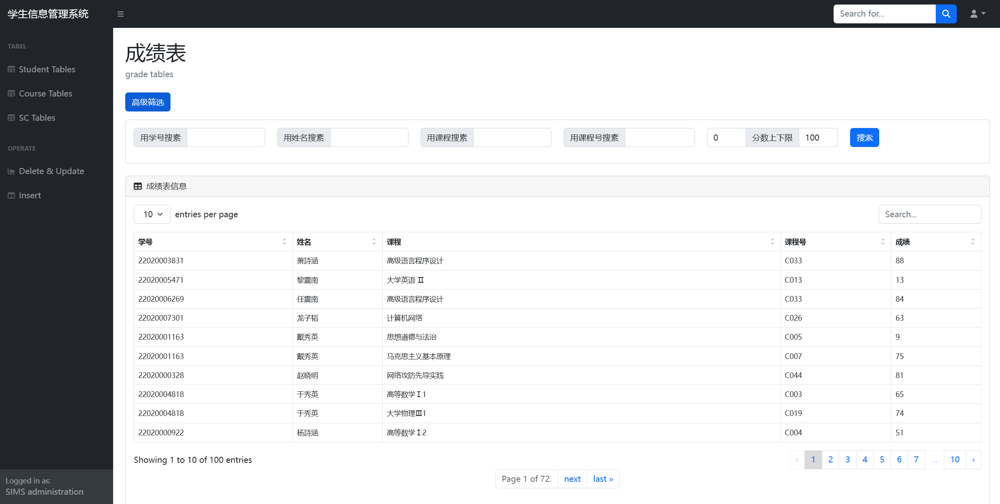 学生信息管理系统
Search for...
TABEL
Student Tables
Course Tables
SC Tables
OPERATE
Delete & Update
Insert
Logged in as:
SIMS administration
成绩表
grade tables
高级筛选
用学号搜素 用姓名搜素 用课程搜素 用课程号搜素 0 分数上下限 100 搜索
成绩表信息
10 entries per page Search...
学号 姓名 课程 课程号 成绩
22020003831 萧詩涵 高级语言程序设计 C033 88
22020005471 黎震南 大学英语 Ⅱ C013 13
22020006269 任震南 高级语言程序设计 C033 84
22020007301 龙子韬 计算机网络 C026 63
22020001163 戴秀英 思想道德与法治 C005 9
22020001163 戴秀英 马克思主义基本原理 C007 75
22020000328 赵晓明 网络攻防先导实践 C044 81
22020004818 于秀英 高等数学Ⅰ1 C003 65
22020004818 于秀英 大学物理Ⅲ1 C019 74
22020000922 杨詩涵 高等数学Ⅰ2 C004 51
Showing 1 to 10 of 100 entries ‹ 1 2 3 4 5 6 7 ... 10 ›
Page 1 of 72. next last »